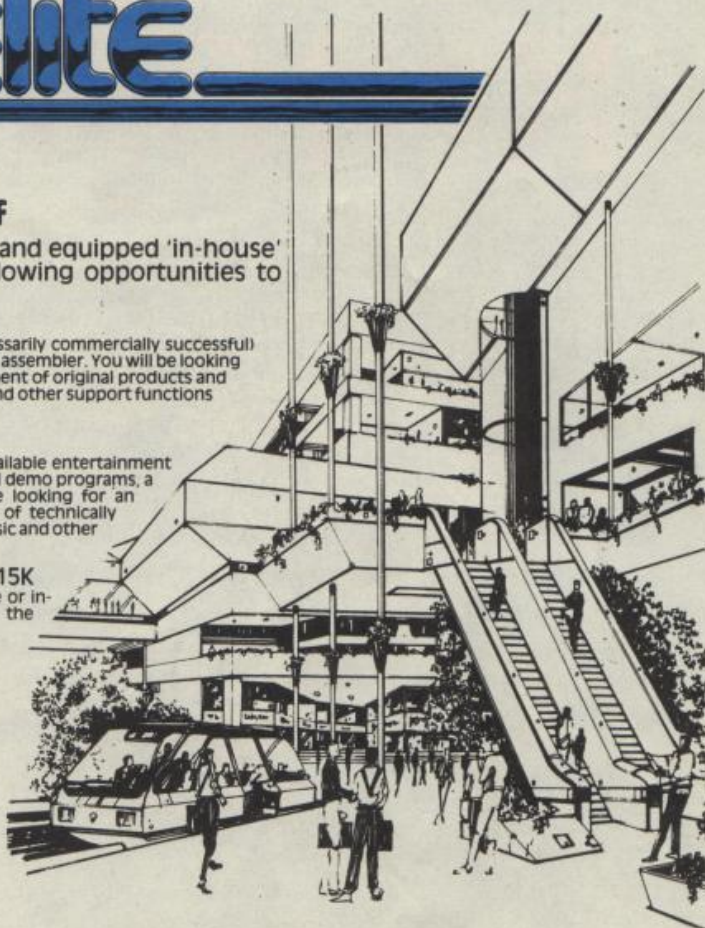 elite
f
and equipped 'in-house'
lowing opportunities to
ssarily commercially successful)
assembler. You will be looking
ent of original products and
nd other support functions
ailable entertainment
l demo programs, a
e looking for an
of technically
sic and other
15K
e or in-
the